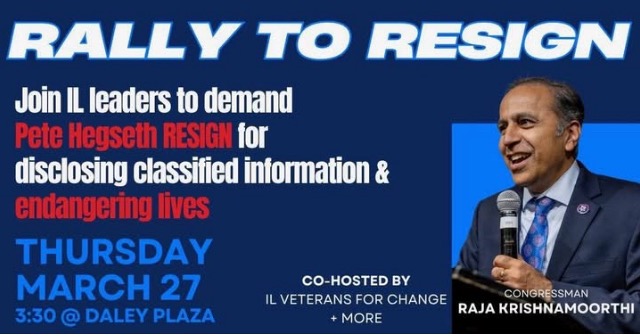 RALLY TO RESIGN
Join IL leaders to demand
Pete Hegseth RESIGN for
disclosing classified information &
endangering lives
THURSDAY
MARCH 27
3:30 @ DALEY PLAZA
CO-HOSTED BY
IL VETERANS FOR CHANGE
+ MORE
CONGRESSMAN
RAJA KRISHNAMOORTHI